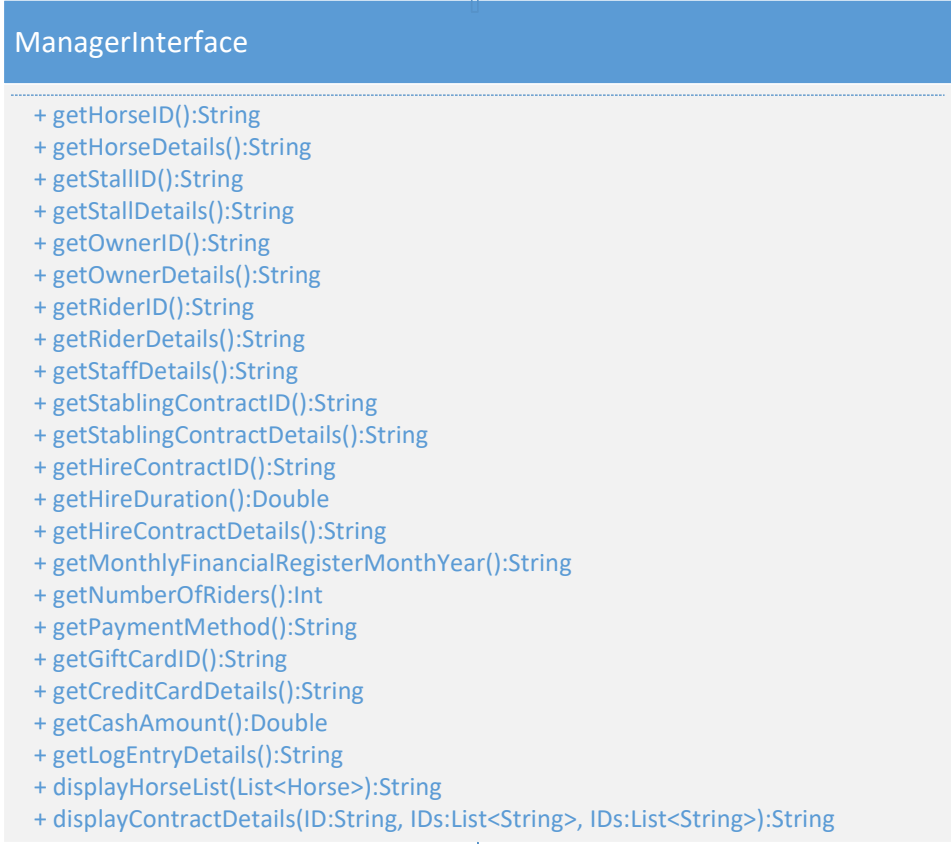 ManagerInterface
+ getHorseID():String
+ getHorseDetails():String
+ getStallID():String
+ getStallDetails():String
+ getOwnerID():String
+ getOwnerDetails():String
+ getRiderID():String
+ getRiderDetails():String
+ getStaffDetails():String
+ getStablingContractID():String
+ getStablingContractDetails():String
+ getHireContractID():String
+ getHireDuration():Double
+ getHireContractDetails():String
+ getMonthlyFinancialRegisterMonthYear():String
+ getNumberOfRiders():Int
+ getPaymentMethod():String
+ getGiftCardID():String
+ getCreditCardDetails():String
+ getCashAmount():Double
+ getLogEntryDetails():String
+ displayHorseList(List<Horse>):String
+ displayContractDetails(ID:String, IDs:List<String>, IDs:List<String>):String